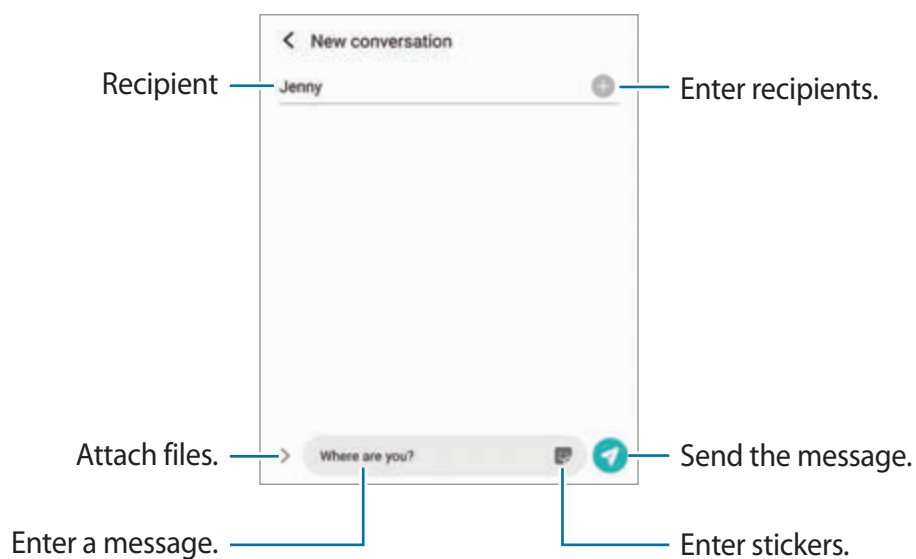 New conversation
Recipient
Jenny
Enter recipients.
Attach files.
Where are you?
Send the message.
Enter a message.
Enter stickers.